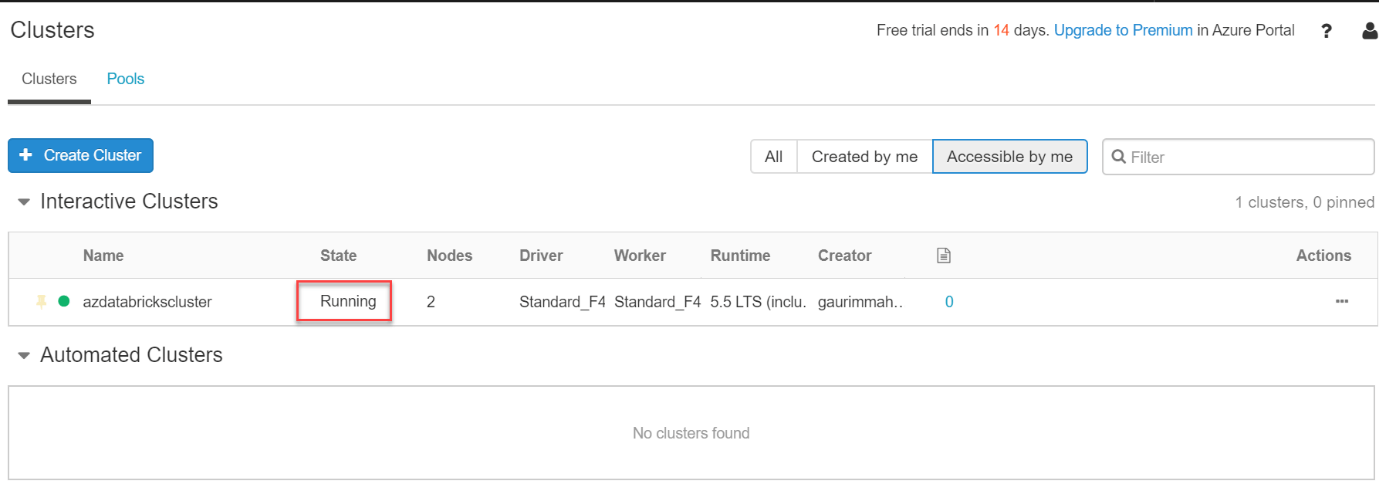 Clusters
Free trial ends in 14 days. Upgrade to Premium in Azure Portal ?
Clusters Pools
+ Create Cluster
All Created by me Accessible by me Filter
Interactive Clusters
1 clusters, 0 pinned
Name State Nodes Driver Worker Runtime Creator Actions
azdatabrickscluster Running 2 Standard_F4 Standard_F4 5.5 LTS (inclu. gaurimmah.. 0 ···
Automated Clusters
No clusters found